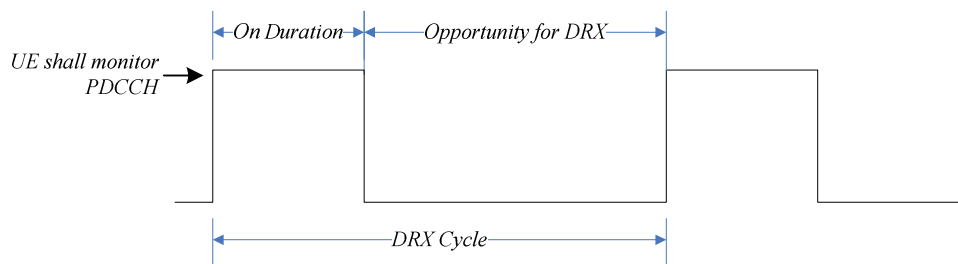 On Duration
Opportunity for DRX
UE shall monitor
PDCCH
DRX Cycle